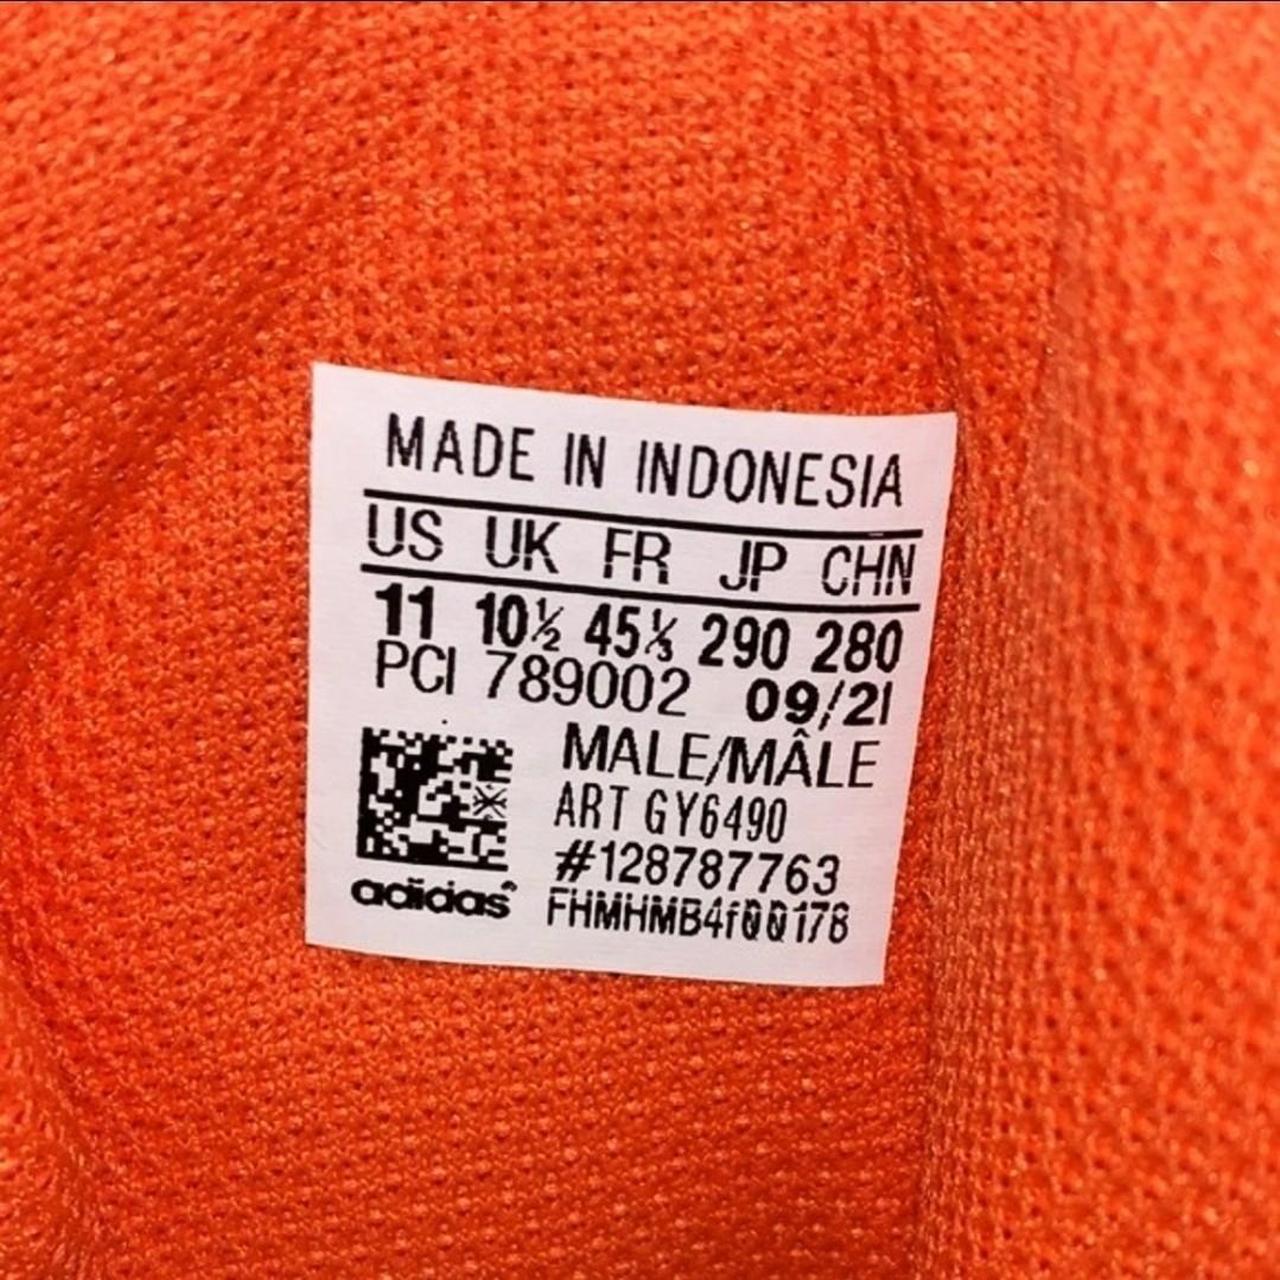 MADE IN INDONESIA
US UK FR JP CHN
11 10½ 45⅓ 290 280
PCI 789002 09/21
MALE/MÂLE
ART GY6490
#128787763
adidas FHMHMB4f00178